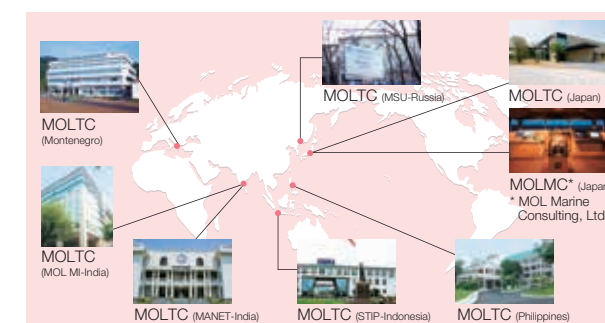 MOLTC (MSU-Russia)
MOLTC (Japan)
MOLTC
(Montenegro)
MOLMC* (Japan
* MOL Marine
Consulting, Ltd
MOLTC
(MOL MI-India)
MOLTC (MANET-India)
MOLTC (STIP-Indonesia)
MOLTC (Philippines)